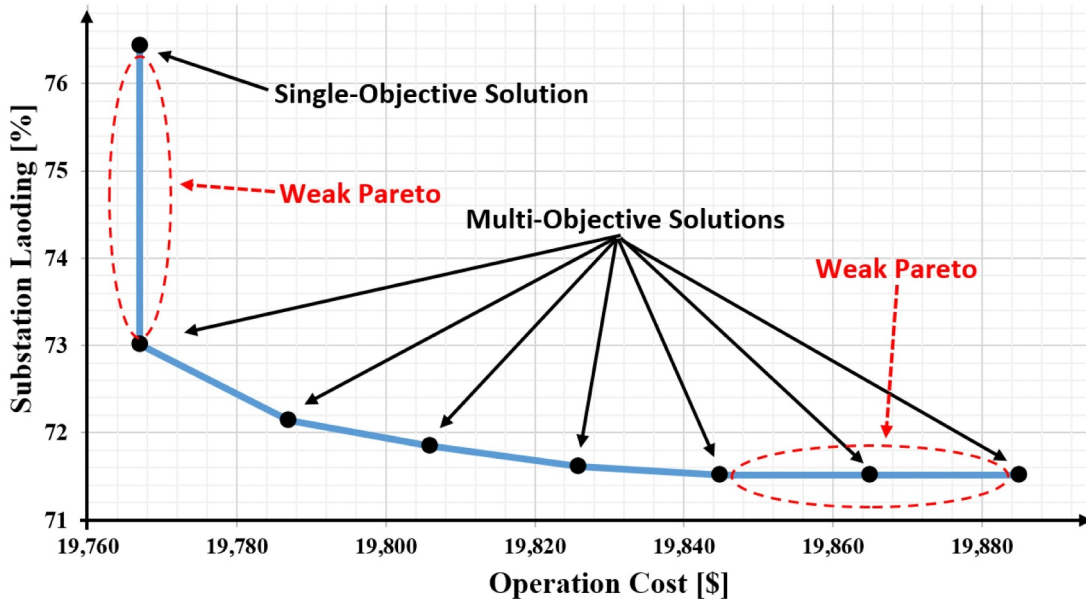 76
75
74
73
72
71
Substation Laoding [%]
Single-Objective Solution
Weak Pareto
Multi-Objective Solutions
Weak Pareto
19,760
19,780
19,800
19,820
19,840
19,860
19,880
Operation Cost [$]